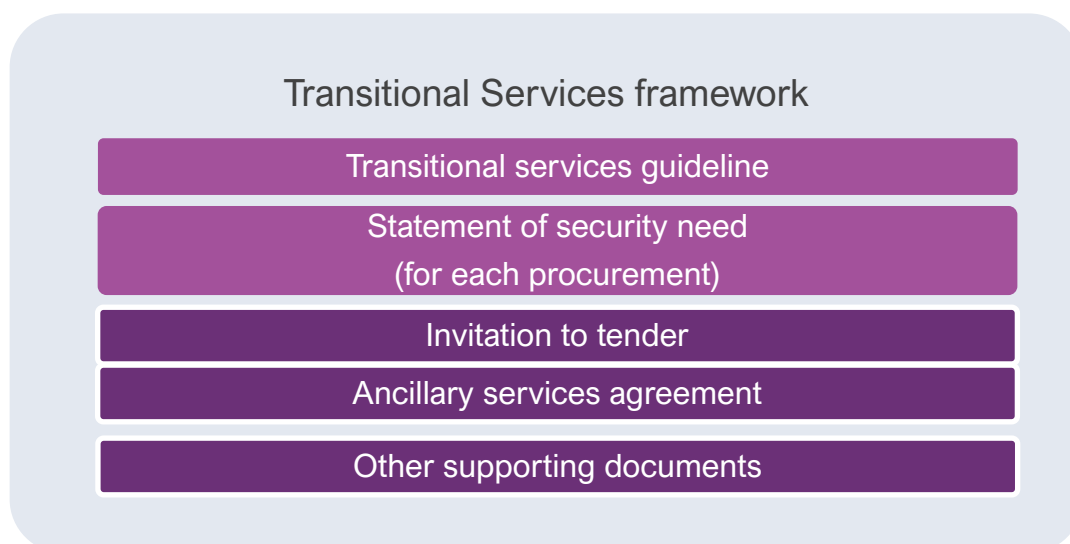 Transitional Services framework
Transitional services guideline
Statement of security need
(for each procurement)
Invitation to tender
Ancillary services agreement
Other supporting documents